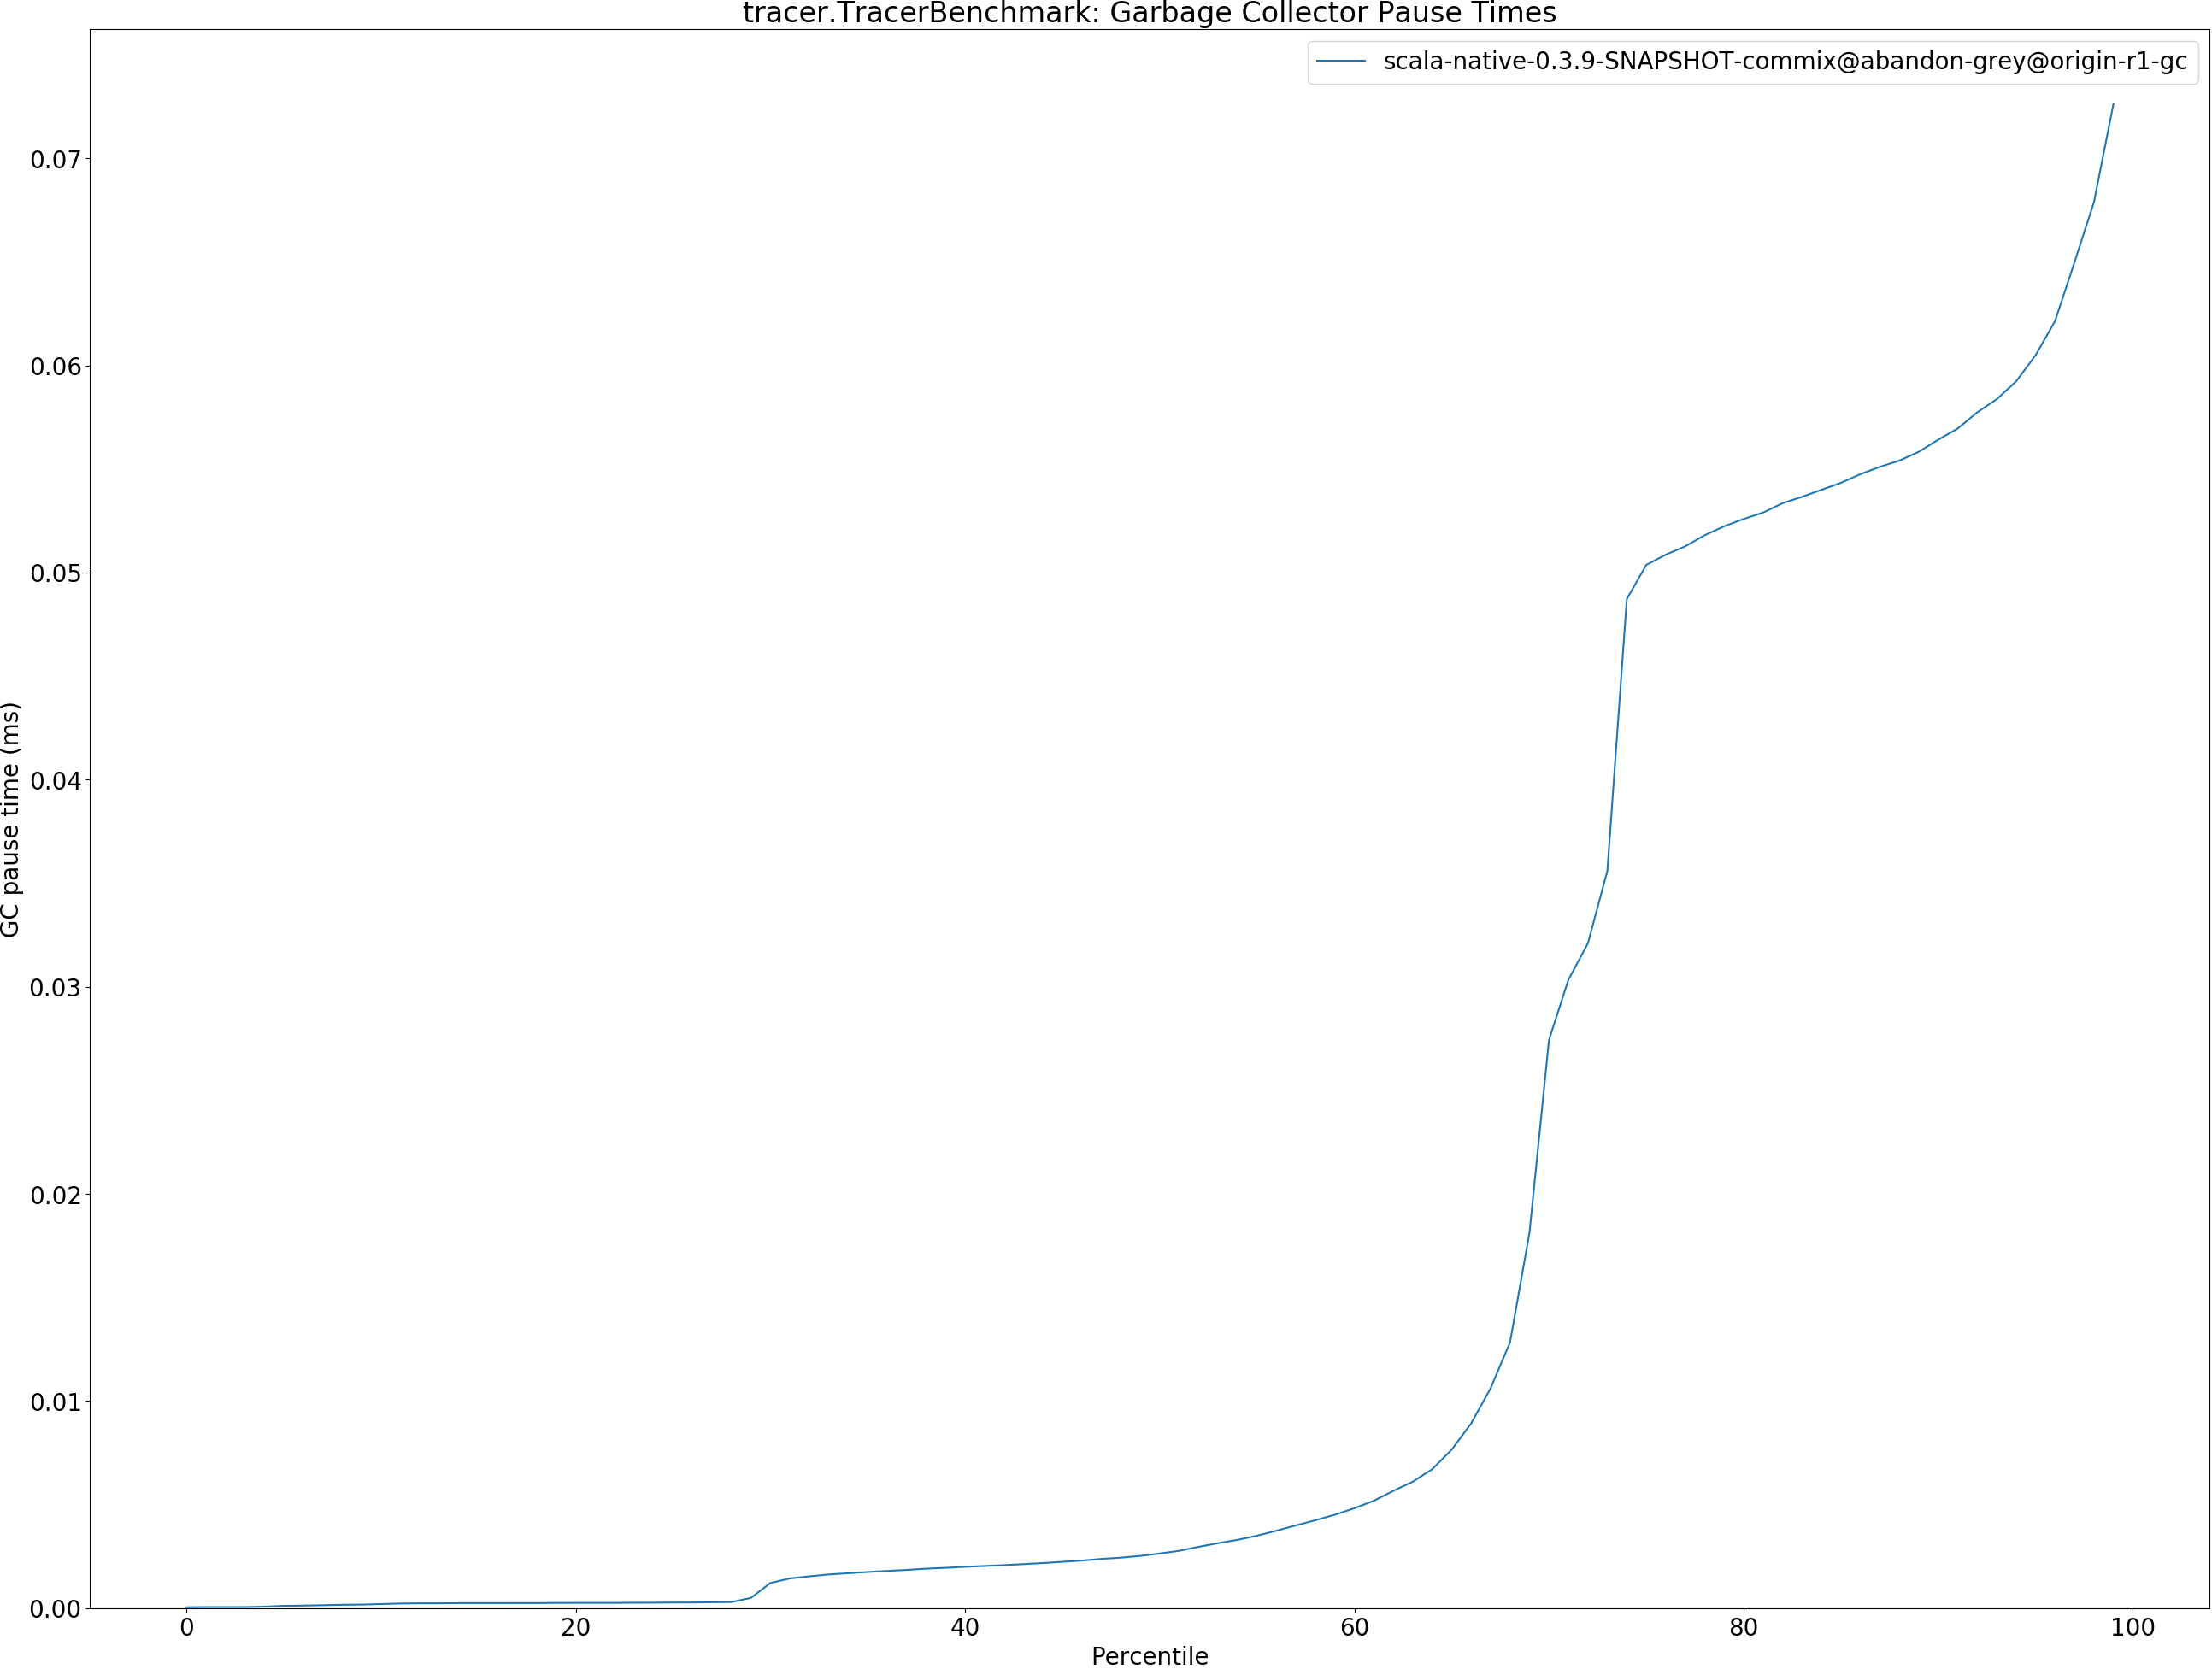 tracer.TracerBenchmark: Garbage Collector Pause Times
scala-native-0.3.9-SNAPSHOT-commix@abandon-grey@origin-r1-gc
GC pause time (ms)
0.07
0.06
0.05
0.04
0.03
0.02
0.01
0.00
0 20 40 60 80 100
Percentile